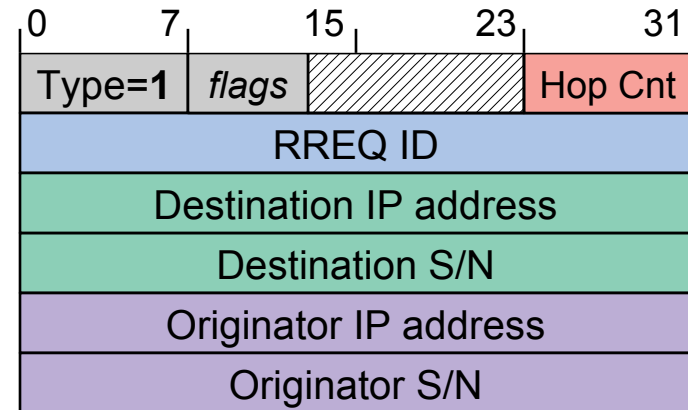 0 7 15 23 31
Type=1 flags Hop Cnt
RREQ ID
Destination IP address
Destination S/N
Originator IP address
Originator S/N